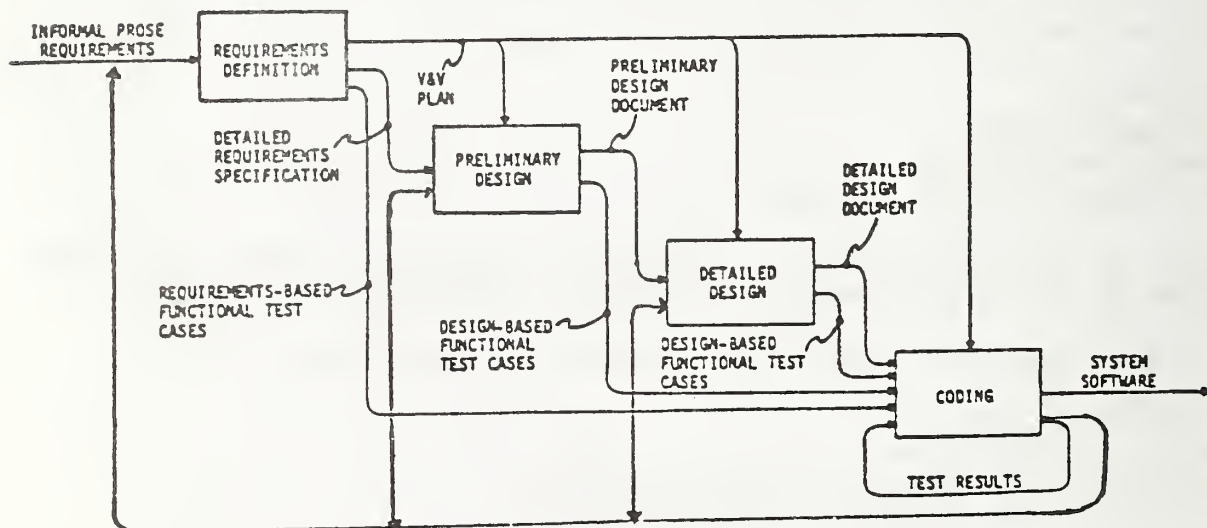 INFORMAL PROSE
REQUIREMENTS
REQUIREMENTS
DEFINITION
V&V
PLAN
PRELIMINARY
DESIGN
DOCUMENT
DETAILED
REQUIREMENTS
SPECIFICATION
PRELIMINARY
DESIGN
DETAILED
DESIGN
DOCUMENT
REQUIREMENTS-BASED
FUNCTIONAL TEST
CASES
DETAILED
DESIGN
DESIGN-BASED
FUNCTIONAL
TEST CASES
DESIGN-BASED
FUNCTIONAL TEST
CASES
CODING
SYSTEM
SOFTWARE
TEST RESULTS